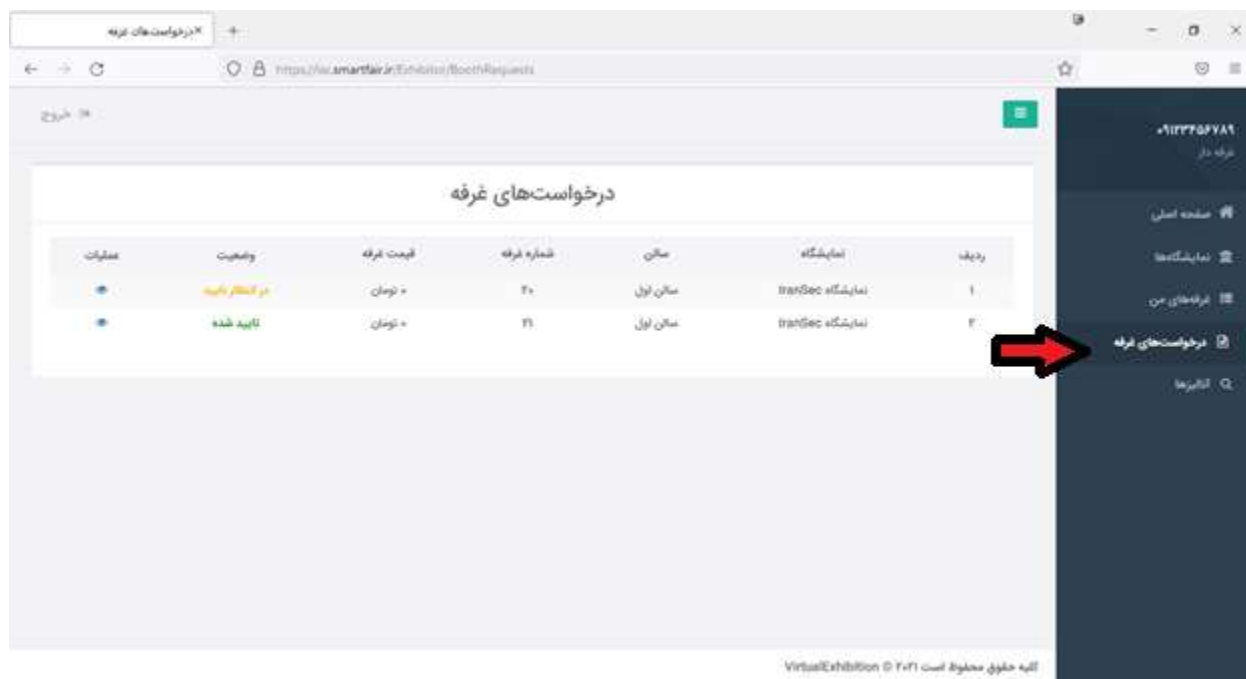 درخواست‌های غرفه
https://isc.smartfair.ir/Exhibitor/BoothRequests
خروج
۰۹۱۲۳۴۵۶۷۸۹
غرفه دار
صفحه اصلی
نمایشگاه‌ها
غرفه‌های من
درخواست‌های غرفه
آنالیزها
درخواست‌های غرفه
ردیف نمایشگاه سالن شماره غرفه قیمت غرفه وضعیت عملیات
۱ نمایشگاه IranSec سالن اول ۲۰ ۰ تومان در انتظار تایید
۲ نمایشگاه IranSec سالن اول ۲۱ ۰ تومان تایید شده
کلیه حقوق محفوظ است ۲۰۲۱ © VirtualExhibition